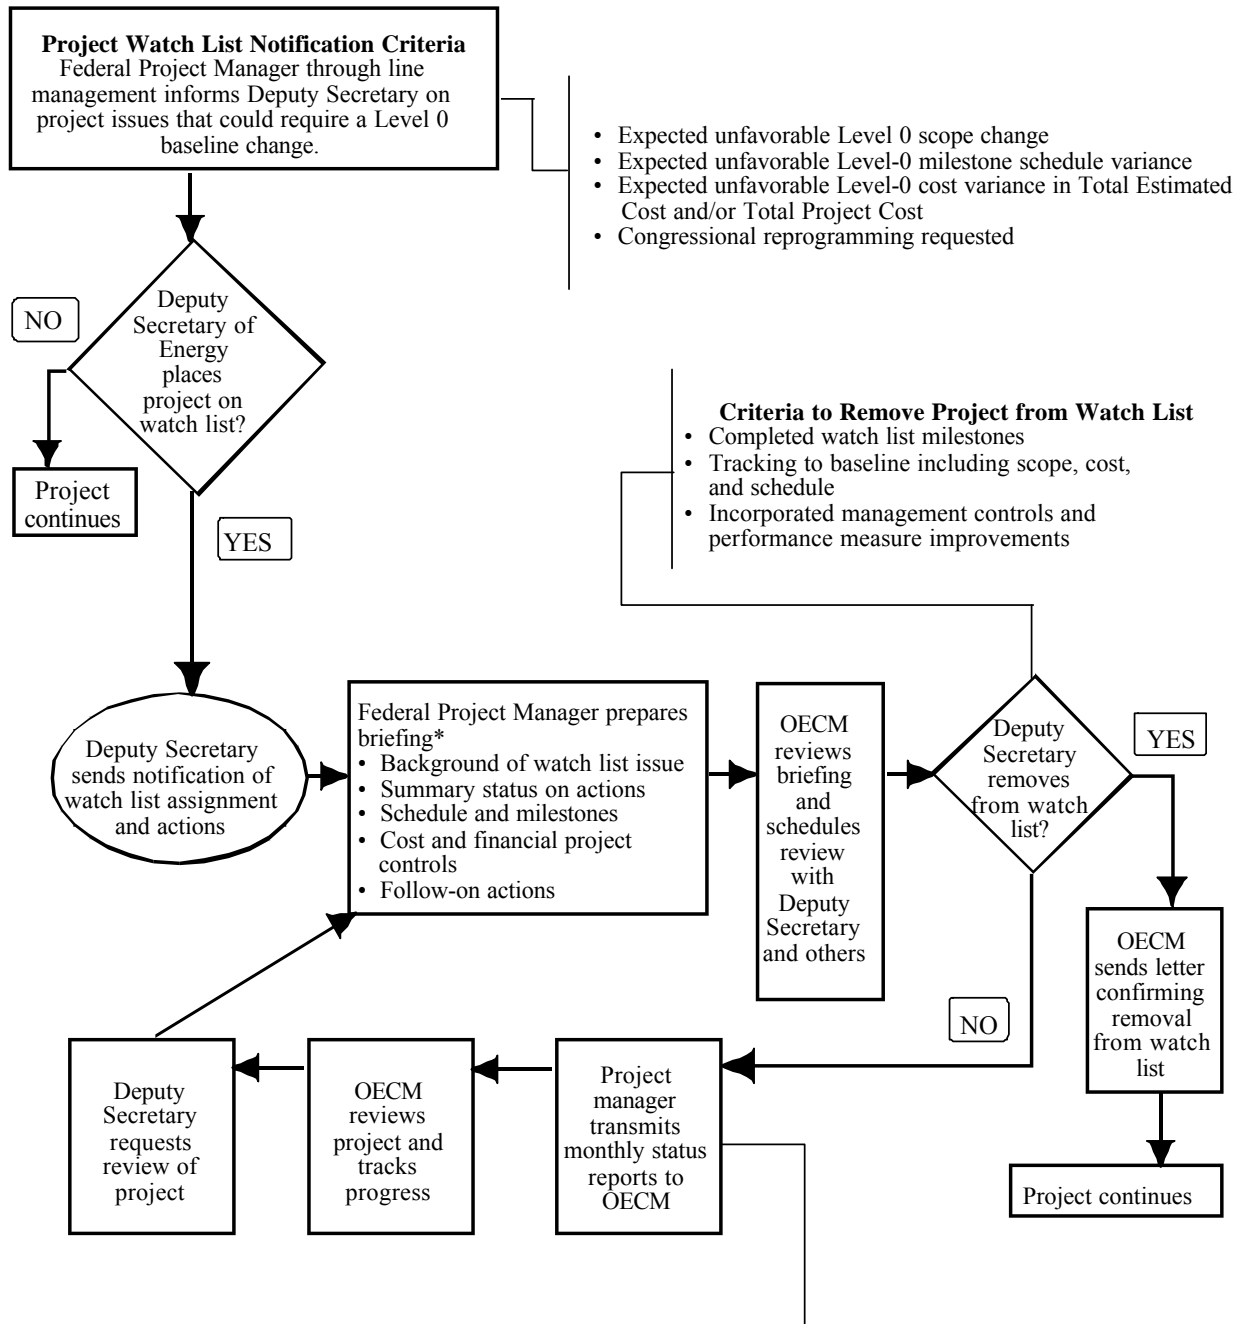 Project Watch List Notification Criteria
Federal Project Manager through line
management informs Deputy Secretary on
project issues that could require a Level 0
baseline change.
• Expected unfavorable Level 0 scope change
• Expected unfavorable Level-0 milestone schedule variance
• Expected unfavorable Level-0 cost variance in Total Estimated
Cost and/or Total Project Cost
• Congressional reprogramming requested
Deputy
Secretary of
Energy
places
project on
watch list?
NO
Project
continues
YES
Criteria to Remove Project from Watch List
• Completed watch list milestones
• Tracking to baseline including scope, cost,
and schedule
• Incorporated management controls and
performance measure improvements
Deputy Secretary
sends notification of
watch list assignment
and actions
Federal Project Manager prepares
briefing*
• Background of watch list issue
• Summary status on actions
• Schedule and milestones
• Cost and financial project
controls
• Follow-on actions
OECM
reviews
briefing
and
schedules
review
with
Deputy
Secretary
and others
Deputy
Secretary
removes
from watch
list?
YES
OECM
sends letter
confirming
removal
from watch
list
Project continues
NO
Project
manager
transmits
monthly status
reports to
OECM
OECM
reviews
project and
tracks
progress
Deputy
Secretary
requests
review of
project